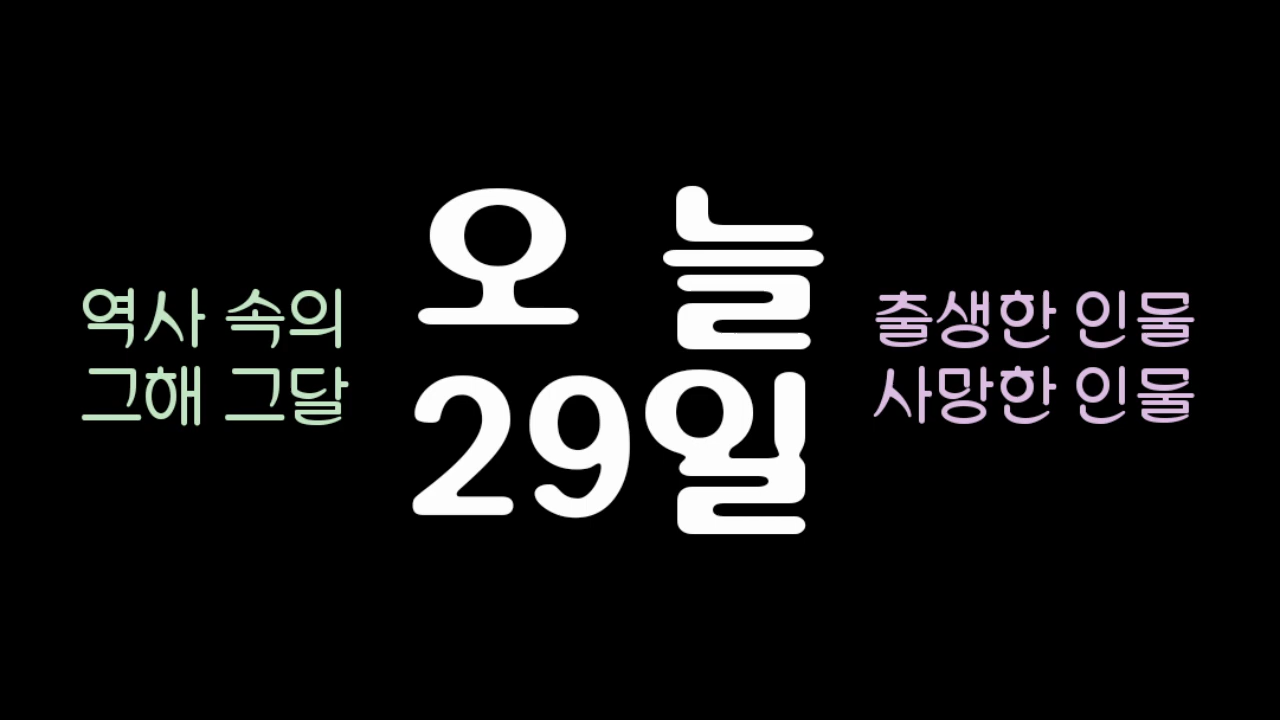 역사 속의
그해 그달
오늘
29일
출생한 인물
사망한 인물